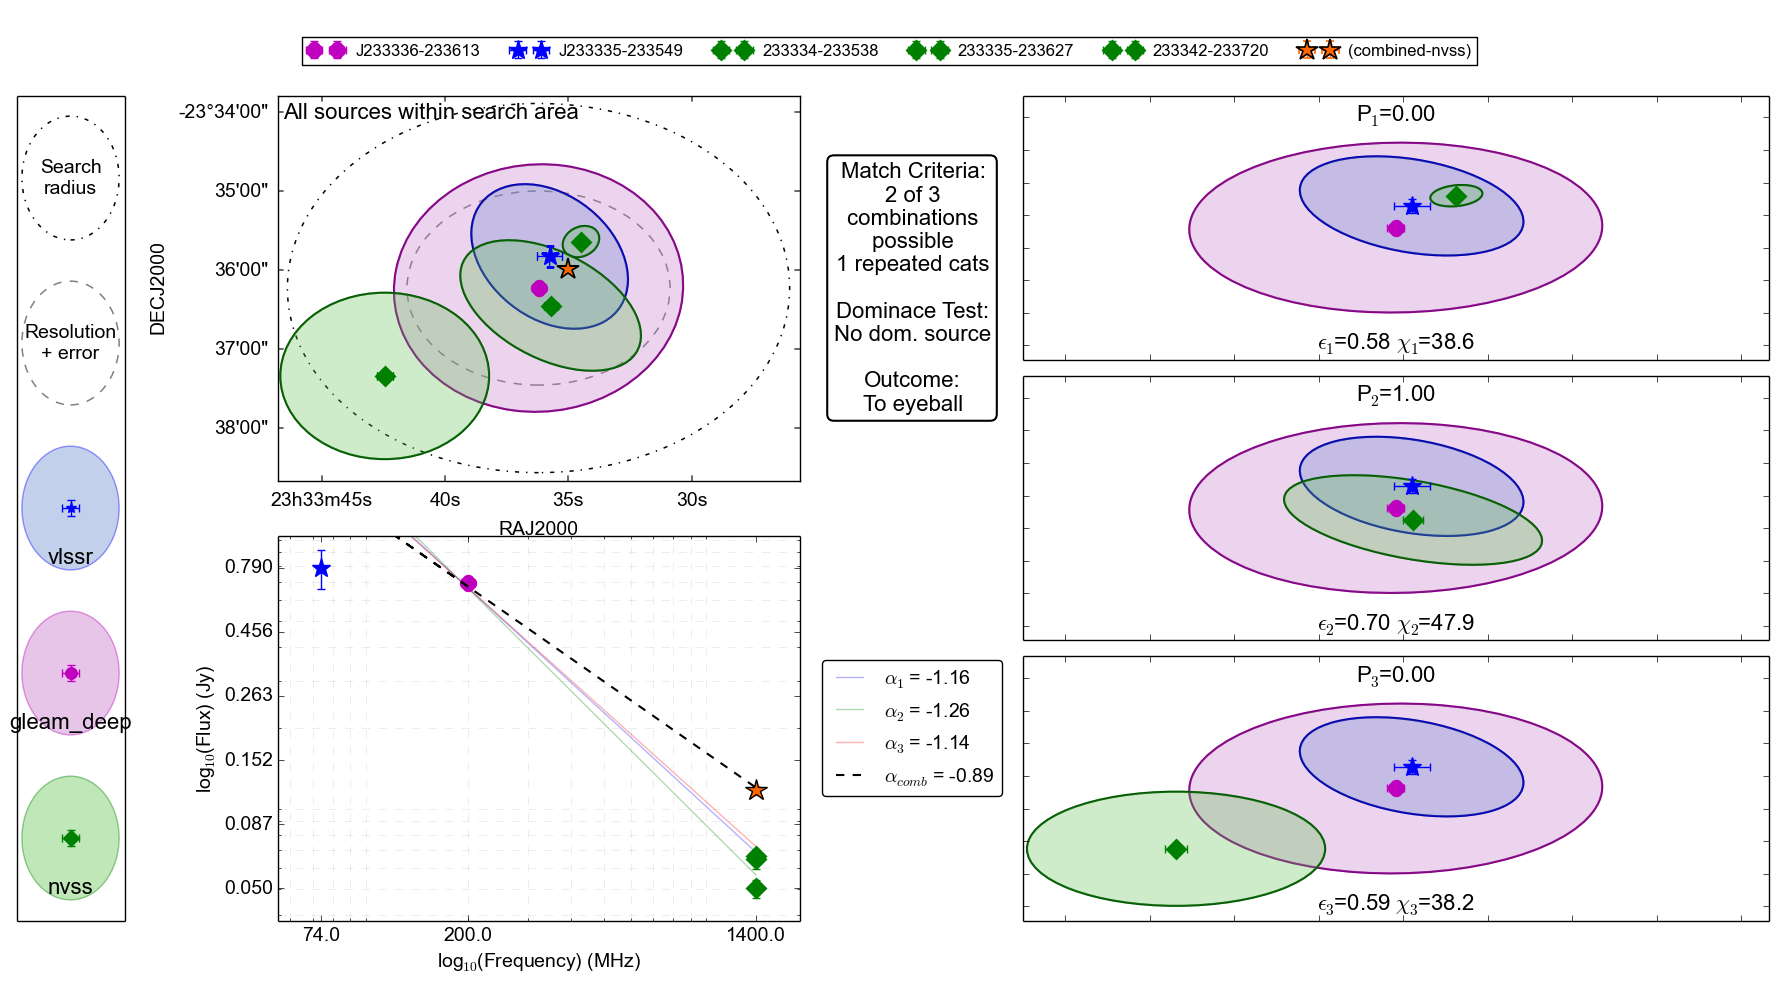 J233336-233613 J233335-233549 233334-233538 233335-233627 233342-233720 (combined-nvss)
Search
radius
Resolution
+ error
vlssr
gleam_deep
nvss
All sources within search area
DECJ2000
-23°34'00"
35'00"
36'00"
37'00"
38'00"
23h33m45s 40s 35s 30s
RAJ2000
log10(Flux) (Jy)
0.790
0.456
0.263
0.152
0.087
0.050
74.0 200.0 1400.0
log10(Frequency) (MHz)
Match Criteria:
2 of 3
combinations
possible
1 repeated cats
Dominace Test:
No dom. source
Outcome:
To eyeball
α1 = -1.16
α2 = -1.26
α3 = -1.14
αcomb = -0.89
P1=0.00
ϵ1=0.58 χ1=38.6
P2=1.00
ϵ2=0.70 χ2=47.9
P3=0.00
ϵ3=0.59 χ3=38.2